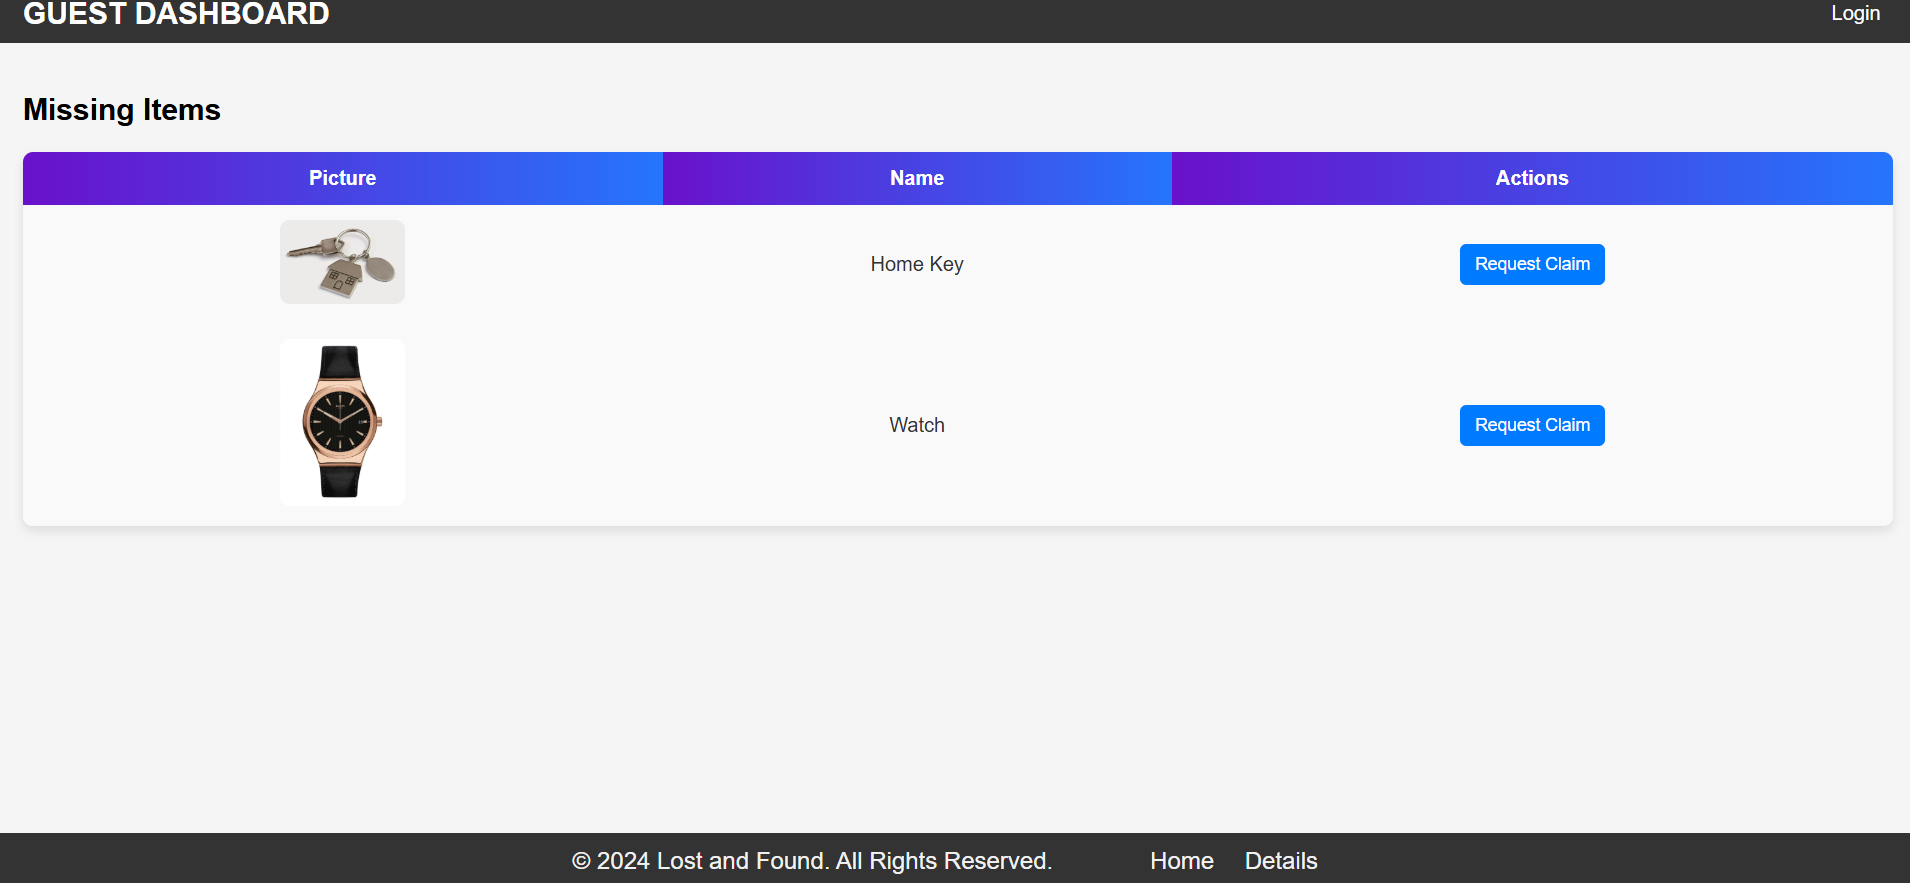 GUEST DASHBOARD
Login
Missing Items
Picture Name Actions
Home Key Request Claim
Watch Request Claim
© 2024 Lost and Found. All Rights Reserved. Home Details